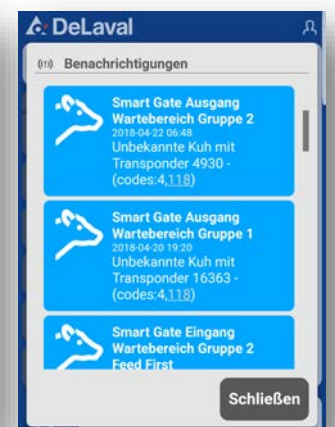 DeLaval
Benachrichtigungen
Smart Gate Ausgang
Wartebereich Gruppe 2
2018-04-22 06:48
Unbekannte Kuh mit
Transponder 4930 -
(codes:4,118)
Smart Gate Ausgang
Wartebereich Gruppe 1
2018-04-20 19:20
Unbekannte Kuh mit
Transponder 16363 -
(codes:4,118)
Smart Gate Eingang
Wartebereich Gruppe 2
Feed First
Schließen